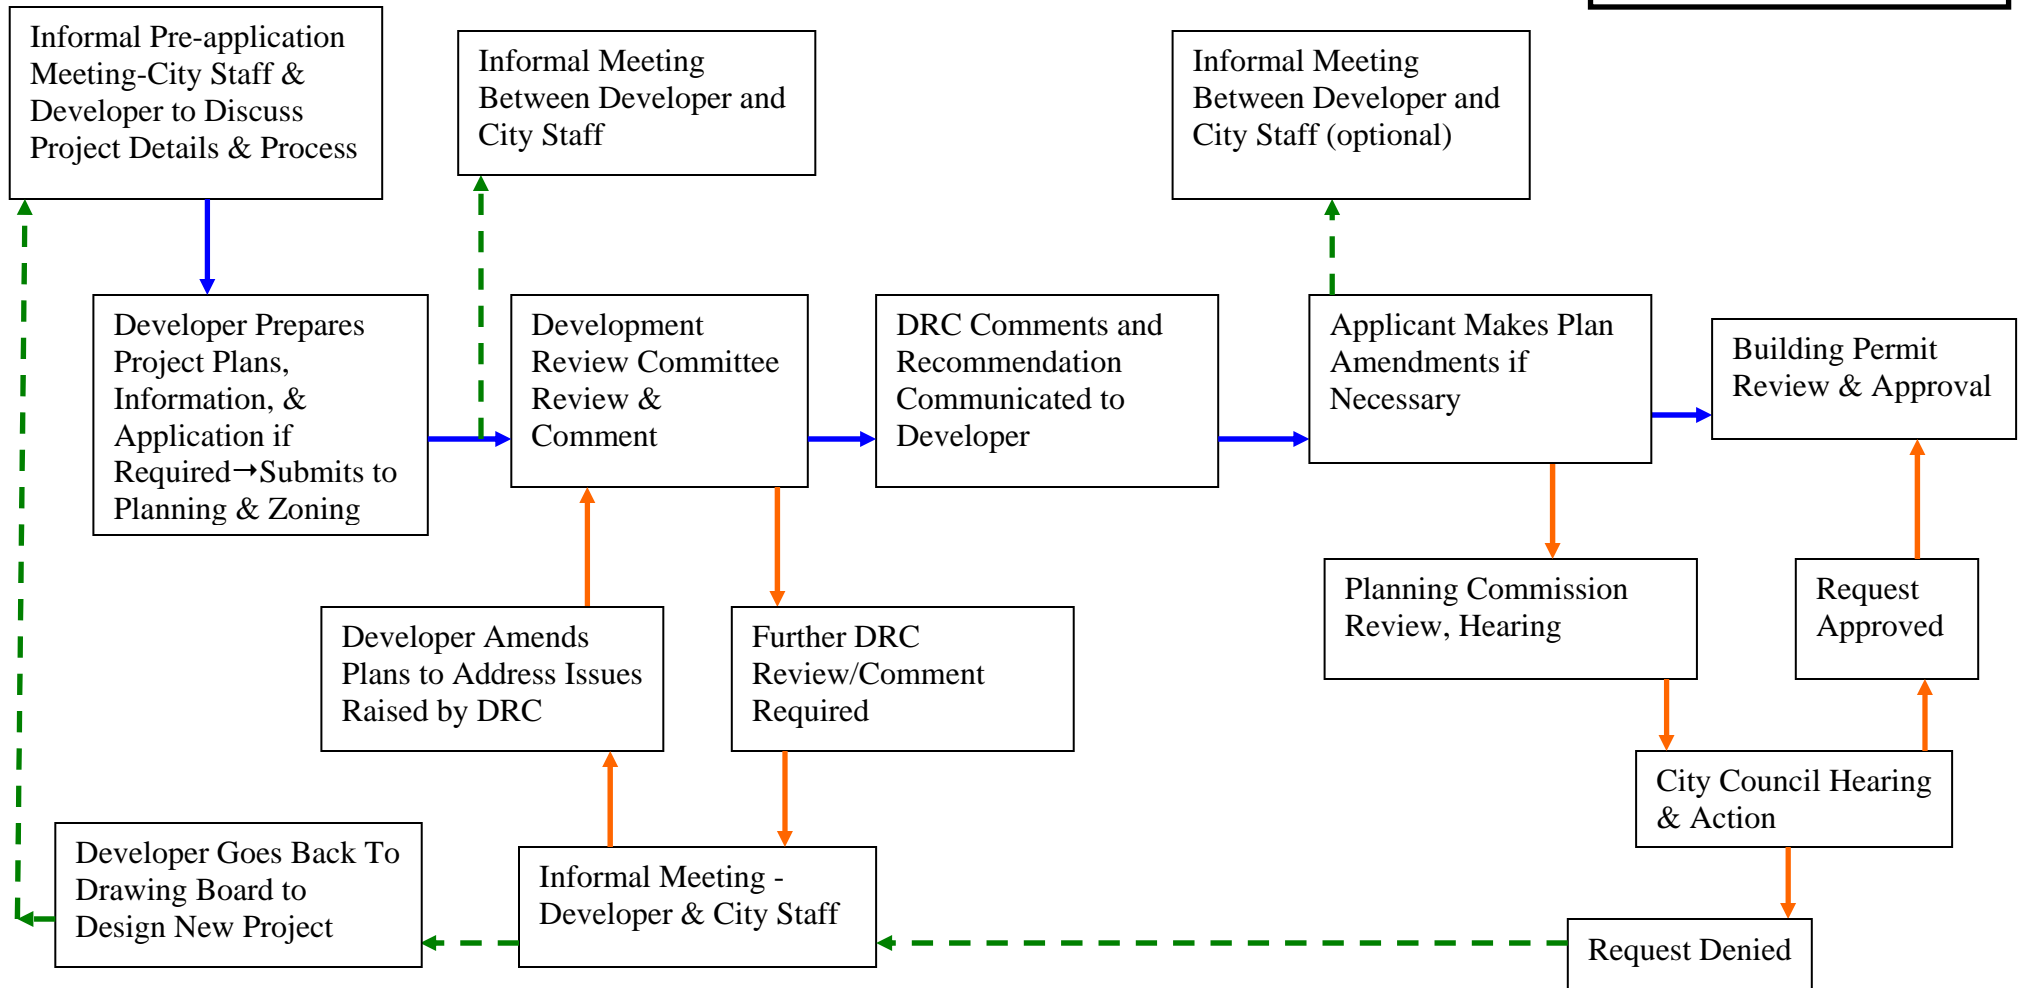 Informal Pre-application
Meeting-City Staff &
Developer to Discuss
Project Details & Process
Informal Meeting
Between Developer and
City Staff
Informal Meeting
Between Developer and
City Staff (optional)
Developer Prepares
Project Plans,
Information, &
Application if
Required→Submits to
Planning & Zoning
Development
Review Committee
Review &
Comment
DRC Comments and
Recommendation
Communicated to
Developer
Applicant Makes Plan
Amendments if
Necessary
Building Permit
Review & Approval
Developer Amends
Plans to Address Issues
Raised by DRC
Further DRC
Review/Comment
Required
Planning Commission
Review, Hearing
Request
Approved
City Council Hearing
& Action
Developer Goes Back To
Drawing Board to
Design New Project
Informal Meeting -
Developer & City Staff
Request Denied